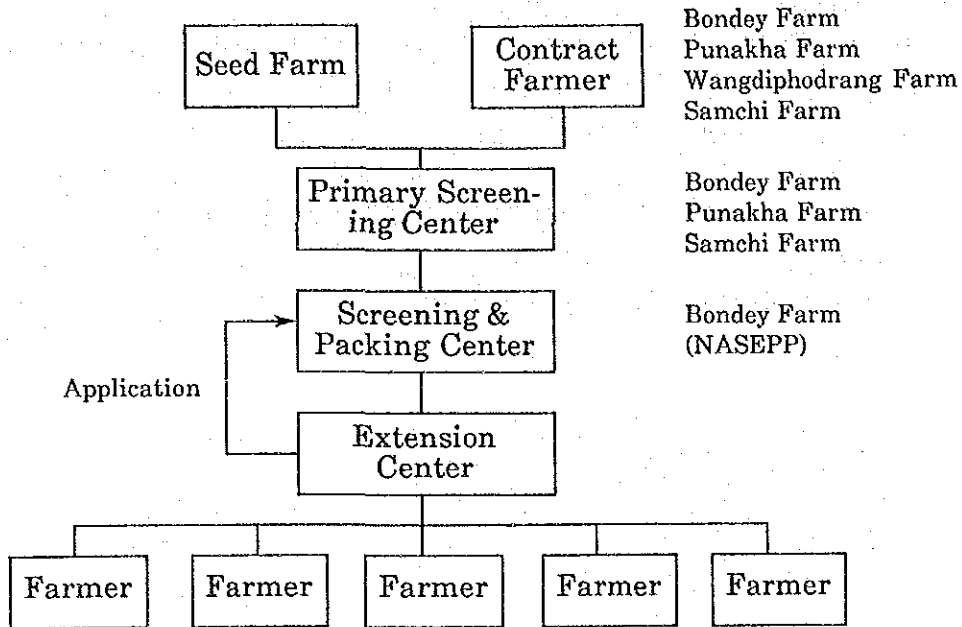 Seed Farm
Contract
Farmer
Bondey Farm
Punakha Farm
Wangdiphodrang Farm
Samchi Farm
Primary Screen-
ing Center
Bondey Farm
Punakha Farm
Samchi Farm
Screening &
Packing Center
Bondey Farm
(NASEPP)
Application
Extension
Center
Farmer
Farmer
Farmer
Farmer
Farmer